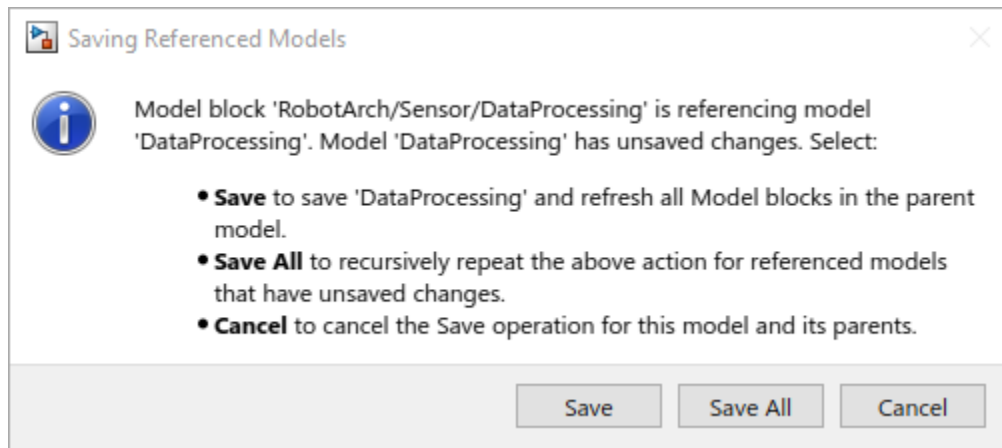 Saving Referenced Models
Model block 'RobotArch/Sensor/DataProcessing' is referencing model
'DataProcessing'. Model 'DataProcessing' has unsaved changes. Select:
• Save to save 'DataProcessing' and refresh all Model blocks in the parent
model.
• Save All to recursively repeat the above action for referenced models
that have unsaved changes.
• Cancel to cancel the Save operation for this model and its parents.
Save Save All Cancel